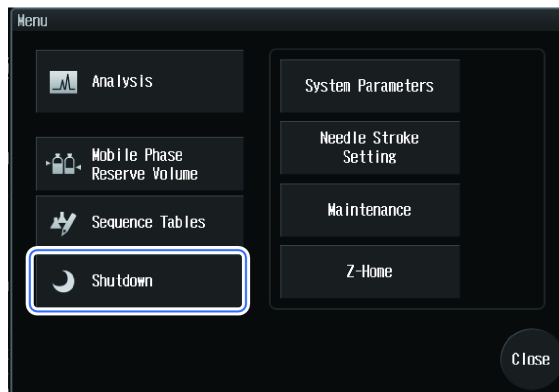 Menu
Analysis
Mobile Phase
Reserve Volume
Sequence Tables
Shutdown
System Parameters
Needle Stroke
Setting
Maintenance
Z-Home
Close